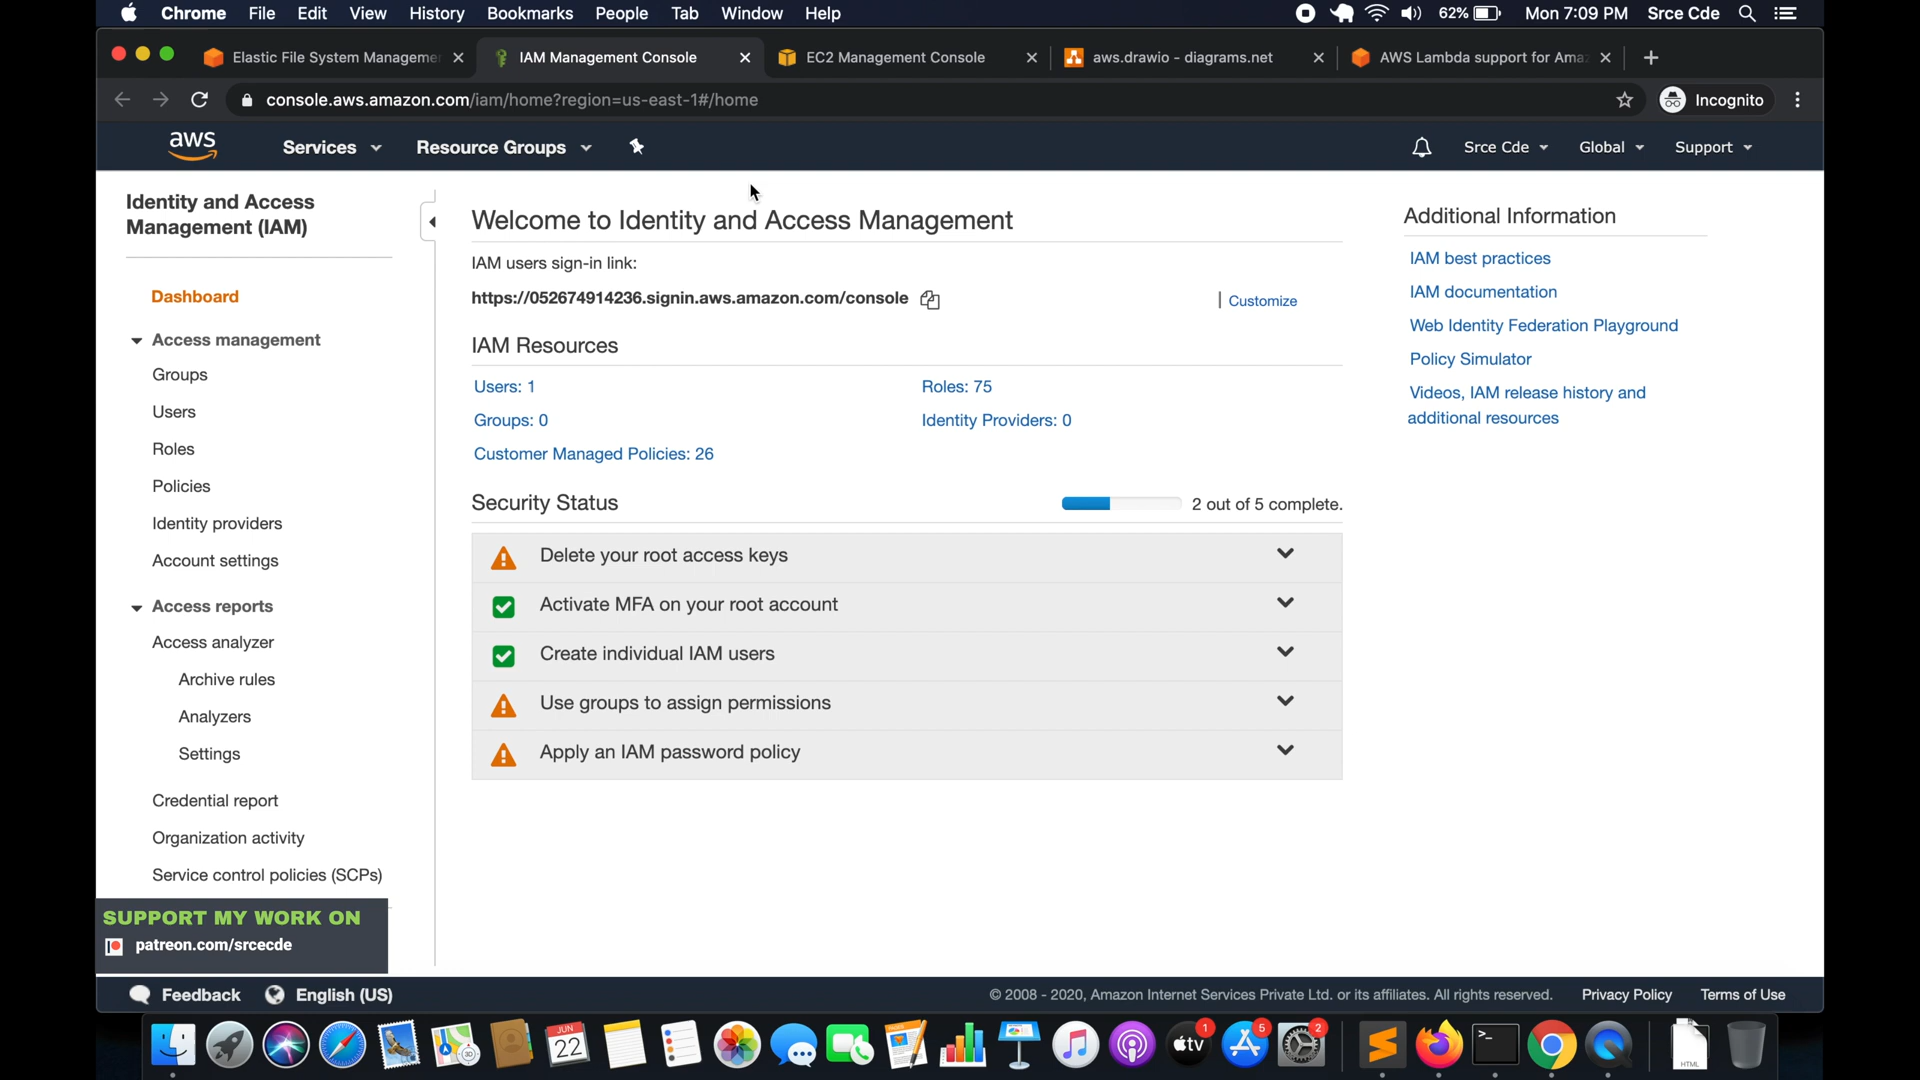 Chrome File Edit View History Bookmarks People Tab Window Help
62% Mon 7:09 PM Srce Cde
Elastic File System Manageme
IAM Management Console
EC2 Management Console
aws.drawio - diagrams.net
AWS Lambda support for Ama
console.aws.amazon.com/iam/home?region=us-east-1#/home
Incognito
aws
Services
Resource Groups
Srce Cde
Global
Support
Identity and Access
Management (IAM)
Dashboard
Access management
Groups
Users
Roles
Policies
Identity providers
Account settings
Access reports
Access analyzer
Archive rules
Analyzers
Settings
Credential report
Organization activity
Service control policies (SCPs)
SUPPORT MY WORK ON
patreon.com/srcecde
Welcome to Identity and Access Management
IAM users sign-in link:
https://052674914236.signin.aws.amazon.com/console
| Customize
IAM Resources
Users: 1
Roles: 75
Groups: 0
Identity Providers: 0
Customer Managed Policies: 26
Security Status
2 out of 5 complete.
Delete your root access keys
Activate MFA on your root account
Create individual IAM users
Use groups to assign permissions
Apply an IAM password policy
Additional Information
IAM best practices
IAM documentation
Web Identity Federation Playground
Policy Simulator
Videos, IAM release history and
additional resources
Feedback
English (US)
© 2008 - 2020, Amazon Internet Services Private Ltd. or its affiliates. All rights reserved.
Privacy Policy
Terms of Use
JUN
22
3D
tv
1
5
2
>_
HTML